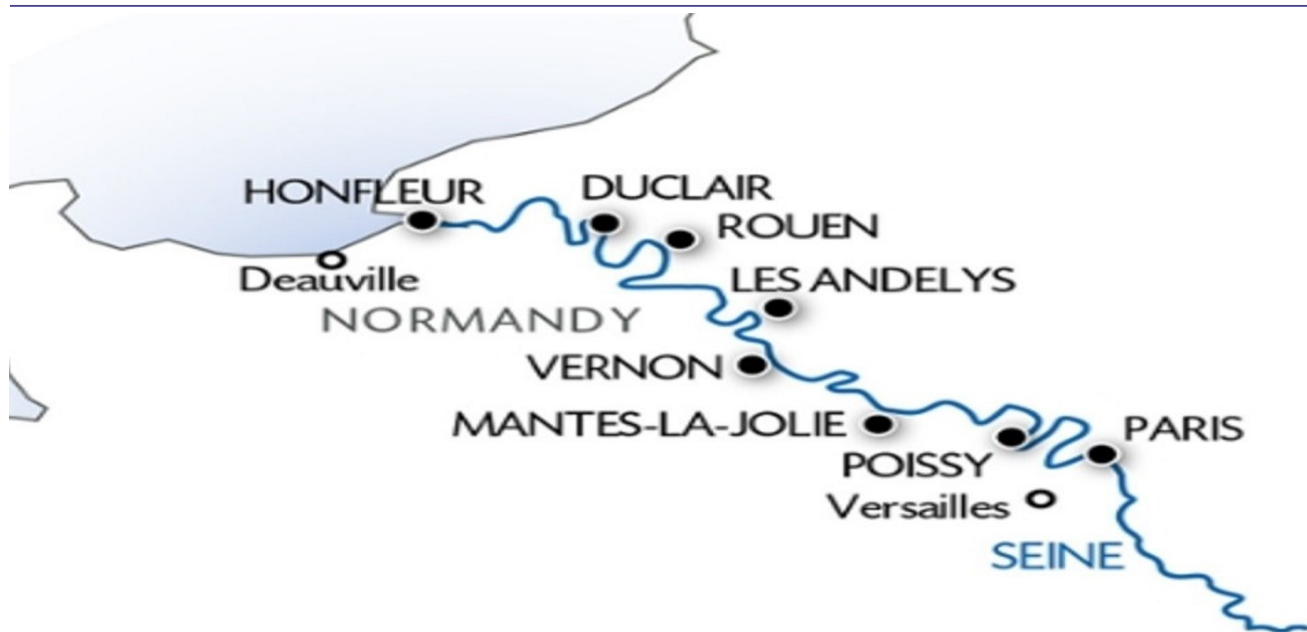 HONFLEUR
DUCLAIR
ROUEN
LES ANDELYS
Deauville
NORMANDY
VERNON
MANTES-LA-JOLIE
PARIS
POISSY
Versailles
SEINE